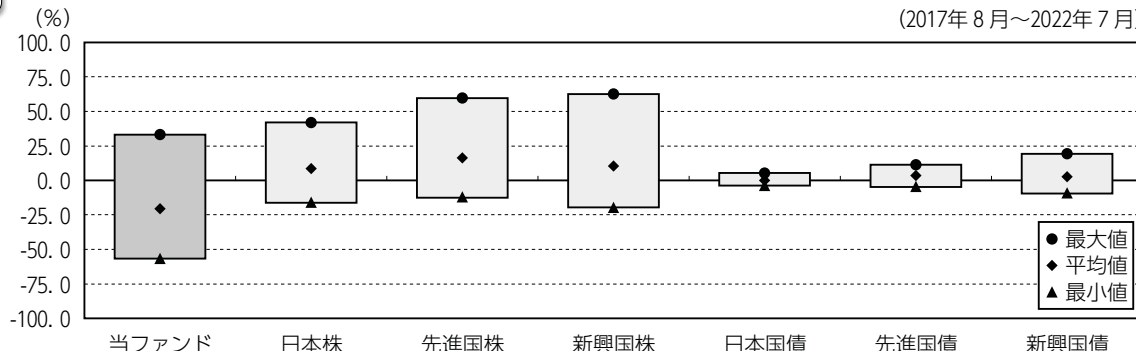 (%)
(2017年8月～2022年7月)
100.0
75.0
50.0
25.0
0.0
-25.0
-50.0
-75.0
-100.0
● 最大値
◆ 平均値
▲ 最小値
当ファンド 日本株 先進国株 新興国株 日本国債 先進国債 新興国債